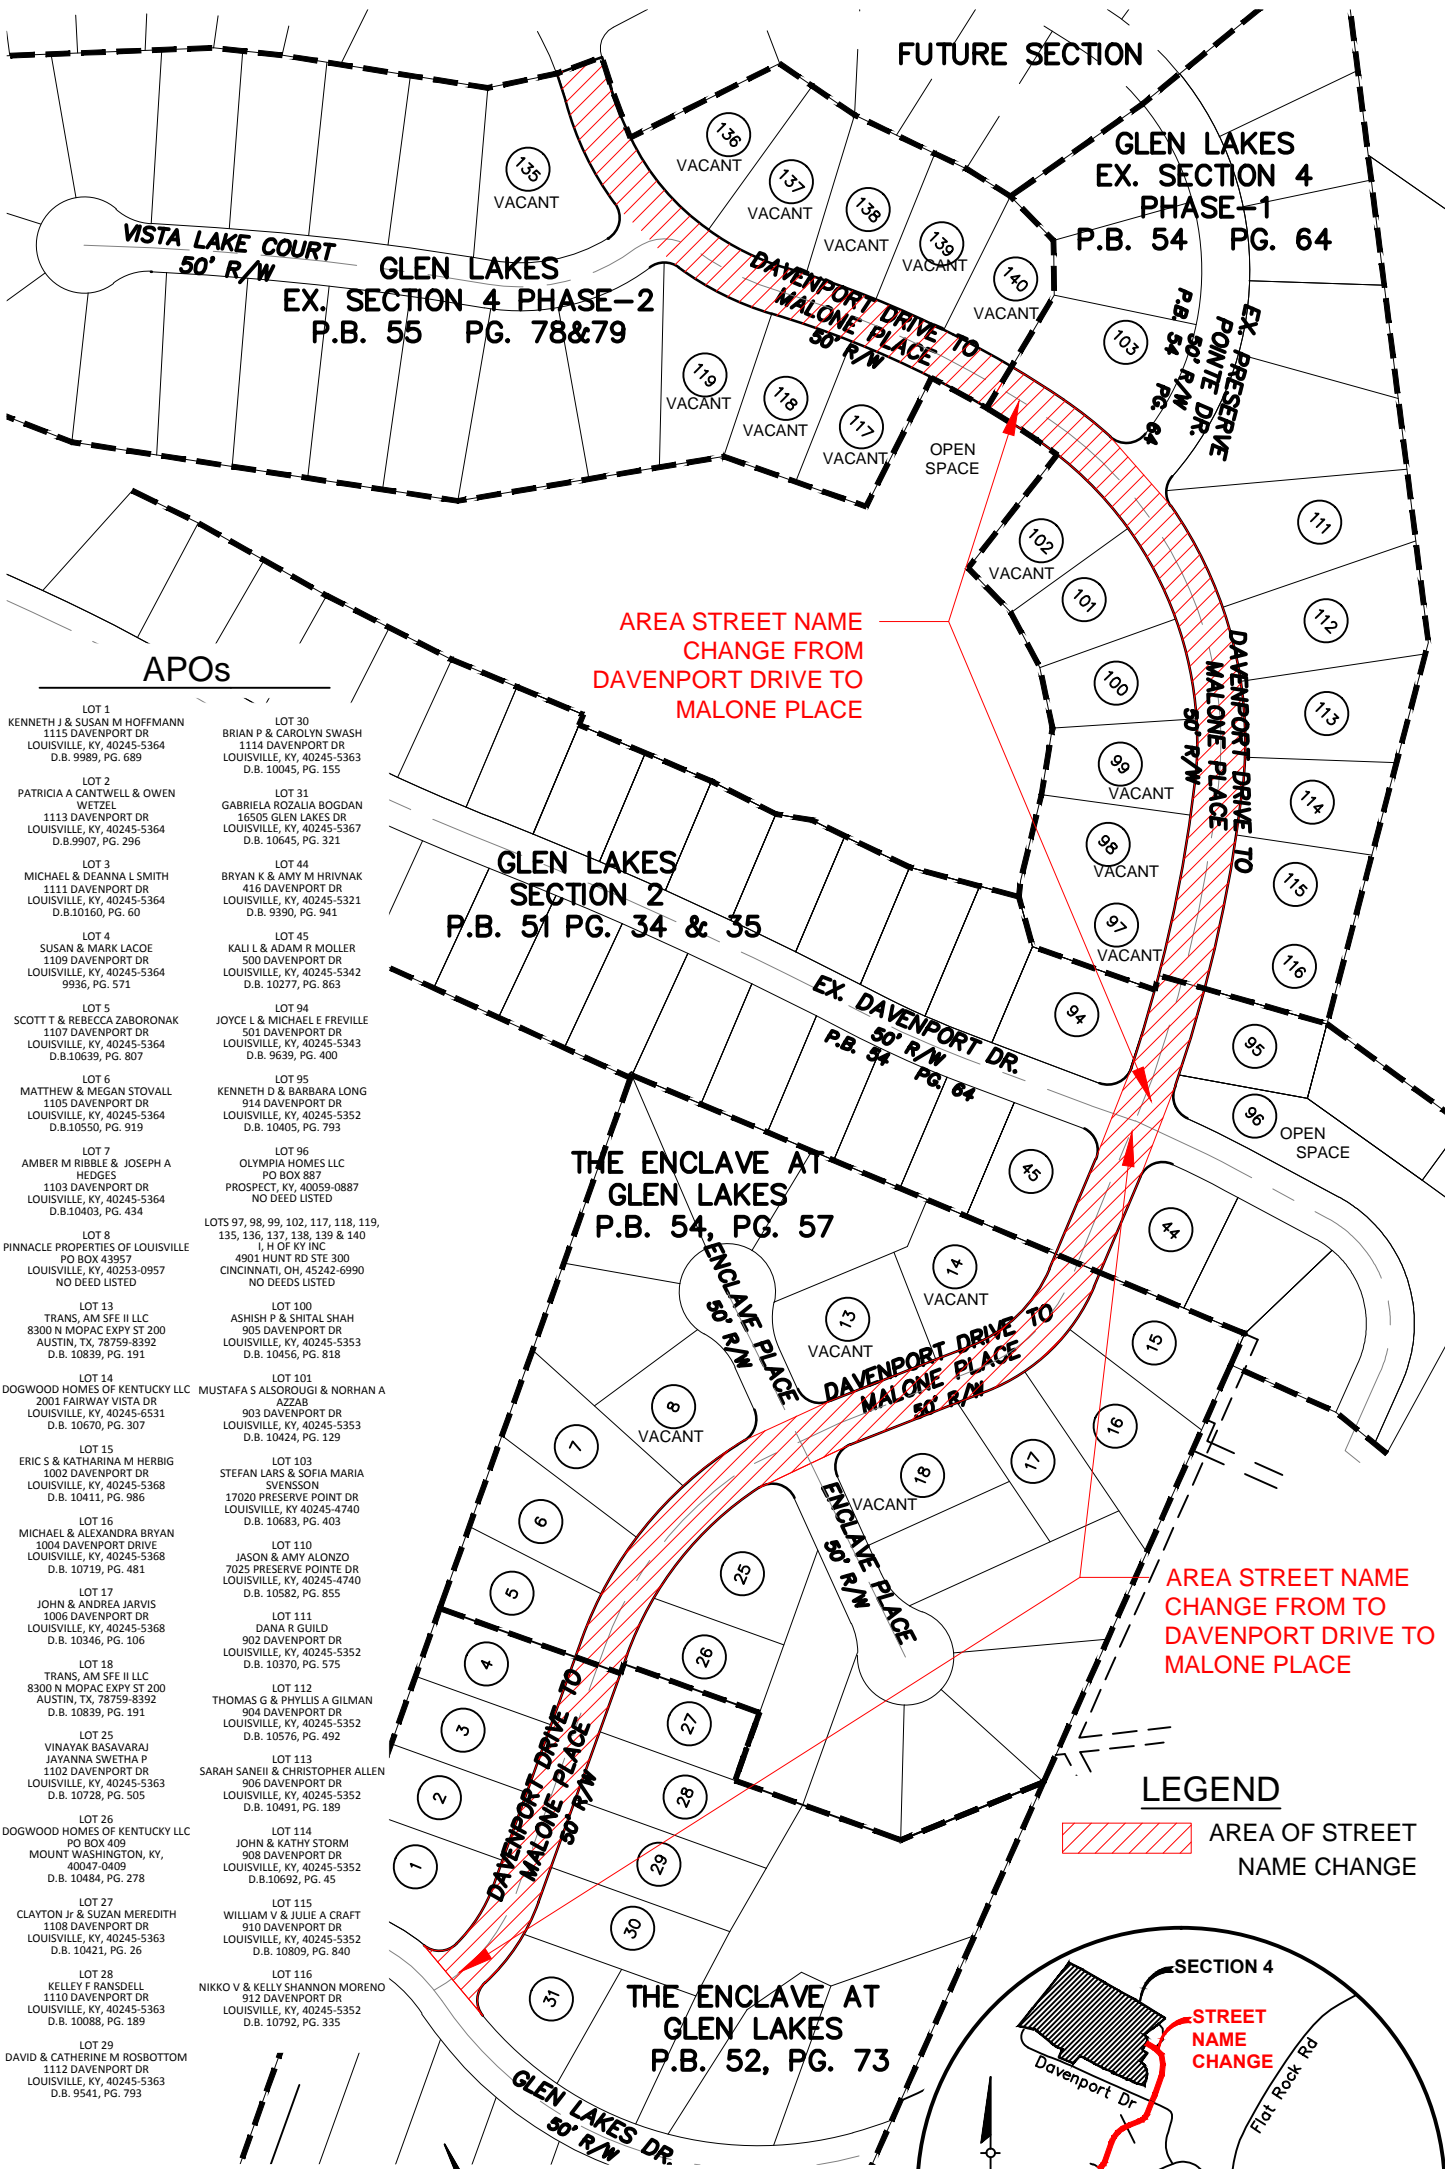 FUTURE SECTION
GLEN LAKES
EX. SECTION 4
PHASE-1
P.B. 54 PG. 64
136
VACANT
137
VACANT
138
VACANT
139
VACANT
140
VACANT
135
VACANT
VISTA LAKE COURT
50' R/W
GLEN LAKES
EX. SECTION 4 PHASE-2
P.B. 55 PG. 78&79
DAVENPORT DRIVE TO
MALONE PLACE
50' R/W
EX. PRESERVE
POINTE DR.
50' R/W
P.B. 54 PG. 64
103
119
VACANT
118
VACANT
117
VACANT
OPEN
SPACE
102
VACANT
101
100
99
VACANT
98
VACANT
97
VACANT
111
112
113
114
115
116
DAVENPORT DRIVE TO
MALONE PLACE
50' R/W
AREA STREET NAME
CHANGE FROM
DAVENPORT DRIVE TO
MALONE PLACE
GLEN LAKES
SECTION 2
P.B. 51 PG. 34 & 35
EX. DAVENPORT DR.
50' R/W
P.B. 54 PG. 64
94
95
96
OPEN
SPACE
45
44
THE ENCLAVE AT
GLEN LAKES
P.B. 54, PG. 57
ENCLAVE PLACE
50' R/W
14
VACANT
13
VACANT
DAVENPORT DRIVE TO
MALONE PLACE
50' R/W
15
16
17
18
VACANT
8
VACANT
7
6
5
4
3
2
1
ENCLAVE PLACE
50' R/W
25
26
27
28
29
30
31
DAVENPORT DRIVE TO
MALONE PLACE
50' R/W
AREA STREET NAME
CHANGE FROM TO
DAVENPORT DRIVE TO
MALONE PLACE
THE ENCLAVE AT
GLEN LAKES
P.B. 52, PG. 73
GLEN LAKES DR.
50' R/W
LEGEND
AREA OF STREET
NAME CHANGE
SECTION 4
STREET
NAME
CHANGE
Davenport Dr
Flat Rock Rd
APOs
LOT 1
KENNETH J & SUSAN M HOFFMANN
1115 DAVENPORT DR
LOUISVILLE, KY, 40245-5364
D.B. 9989, PG. 689
LOT 2
PATRICIA A CANTWELL & OWEN
WETZEL
1113 DAVENPORT DR
LOUISVILLE, KY, 40245-5364
D.B.9907, PG. 296
LOT 3
MICHAEL & DEANNA L SMITH
1111 DAVENPORT DR
LOUISVILLE, KY, 40245-5364
D.B.10160, PG. 60
LOT 4
SUSAN & MARK LACOE
1109 DAVENPORT DR
LOUISVILLE, KY, 40245-5364
9936, PG. 571
LOT 5
SCOTT T & REBECCA ZABORONAK
1107 DAVENPORT DR
LOUISVILLE, KY, 40245-5364
D.B.10639, PG. 807
LOT 6
MATTHEW & MEGAN STOVALL
1105 DAVENPORT DR
LOUISVILLE, KY, 40245-5364
D.B.10550, PG. 919
LOT 7
AMBER M RIBBLE & JOSEPH A
HEDGES
1103 DAVENPORT DR
LOUISVILLE, KY, 40245-5364
D.B.10403, PG. 434
LOT 8
PINNACLE PROPERTIES OF LOUISVILLE
PO BOX 43957
LOUISVILLE, KY, 40253-0957
NO DEED LISTED
LOT 13
TRANS, AM SFE II LLC
8300 N MOPAC EXPY ST 200
AUSTIN, TX, 78759-8392
D.B. 10839, PG. 191
LOT 14
DOGWOOD HOMES OF KENTUCKY LLC
2001 FAIRWAY VISTA DR
LOUISVILLE, KY, 40245-6531
D.B. 10670, PG. 307
LOT 15
ERIC S & KATHARINA M HERBIG
1002 DAVENPORT DR
LOUISVILLE, KY, 40245-5368
D.B. 10411, PG. 986
LOT 16
MICHAEL & ALEXANDRA BRYAN
1004 DAVENPORT DRIVE
LOUISVILLE, KY, 40245-5368
D.B. 10719, PG. 481
LOT 17
JOHN & ANDREA JARVIS
1006 DAVENPORT DR
LOUISVILLE, KY, 40245-5368
D.B. 10346, PG. 106
LOT 18
TRANS, AM SFE II LLC
8300 N MOPAC EXPY ST 200
AUSTIN, TX, 78759-8392
D.B. 10839, PG. 191
LOT 25
VINAYAK BASAVARAJ
JAYANNA SWETHA P
1102 DAVENPORT DR
LOUISVILLE, KY, 40245-5363
D.B. 10728, PG. 505
LOT 26
DOGWOOD HOMES OF KENTUCKY LLC
PO BOX 409
MOUNT WASHINGTON, KY,
40047-0409
D.B. 10484, PG. 278
LOT 27
CLAYTON Jr & SUZAN MEREDITH
1108 DAVENPORT DR
LOUISVILLE, KY, 40245-5363
D.B. 10421, PG. 26
LOT 28
KELLEY F RANSDELL
1110 DAVENPORT DR
LOUISVILLE, KY, 40245-5363
D.B. 10088, PG. 189
LOT 29
DAVID & CATHERINE M ROSBOTTOM
1112 DAVENPORT DR
LOUISVILLE, KY, 40245-5363
D.B. 9541, PG. 793
LOT 30
BRIAN P & CAROLYN SWASH
1114 DAVENPORT DR
LOUISVILLE, KY, 40245-5363
D.B. 10045, PG. 155
LOT 31
GABRIELA ROZALIA BOGDAN
16505 GLEN LAKES DR
LOUISVILLE, KY, 40245-5367
D.B. 10645, PG. 321
LOT 44
BRYAN K & AMY M HRIVNAK
416 DAVENPORT DR
LOUISVILLE, KY, 40245-5321
D.B. 9390, PG. 941
LOT 45
KALI L & ADAM R MOLLER
500 DAVENPORT DR
LOUISVILLE, KY, 40245-5342
D.B. 10277, PG. 863
LOT 94
JOYCE L & MICHAEL E FREVILLE
501 DAVENPORT DR
LOUISVILLE, KY, 40245-5343
D.B. 9639, PG. 400
LOT 95
KENNETH D & BARBARA LONG
914 DAVENPORT DR
LOUISVILLE, KY, 40245-5352
D.B. 10405, PG. 793
LOT 96
OLYMPIA HOMES LLC
PO BOX 887
PROSPECT, KY, 40059-0887
NO DEED LISTED
LOTS 97, 98, 99, 102, 117, 118, 119,
135, 136, 137, 138, 139 & 140
I, H OF KY INC
4901 HUNT RD STE 300
CINCINNATI, OH, 45242-6990
NO DEEDS LISTED
LOT 100
ASHISH P & SHITAL SHAH
905 DAVENPORT DR
LOUISVILLE, KY, 40245-5353
D.B. 10456, PG. 818
LOT 101
MUSTAFA S ALSOROUGI & NORHAN A
AZZAB
903 DAVENPORT DR
LOUISVILLE, KY, 40245-5353
D.B. 10424, PG. 129
LOT 103
STEFAN LARS & SOFIA MARIA
SVENSSON
17020 PRESERVE POINT DR
LOUISVILLE, KY 40245-4740
D.B. 10683, PG. 403
LOT 110
JASON & AMY ALONZO
7025 PRESERVE POINTE DR
LOUISVILLE, KY, 40245-4740
D.B. 10582, PG. 855
LOT 111
DANA R GUILD
902 DAVENPORT DR
LOUISVILLE, KY, 40245-5352
D.B. 10370, PG. 575
LOT 112
THOMAS G & PHYLLIS A GILMAN
904 DAVENPORT DR
LOUISVILLE, KY, 40245-5352
D.B. 10576, PG. 492
LOT 113
SARAH SANEII & CHRISTOPHER ALLEN
906 DAVENPORT DR
LOUISVILLE, KY, 40245-5352
D.B. 10491, PG. 189
LOT 114
JOHN & KATHY STORM
908 DAVENPORT DR
LOUISVILLE, KY, 40245-5352
D.B.10692, PG. 45
LOT 115
WILLIAM V & JULIE A CRAFT
910 DAVENPORT DR
LOUISVILLE, KY, 40245-5352
D.B. 10809, PG. 840
LOT 116
NIKKO V & KELLY SHANNON MORENO
912 DAVENPORT DR
LOUISVILLE, KY, 40245-5352
D.B. 10792, PG. 335